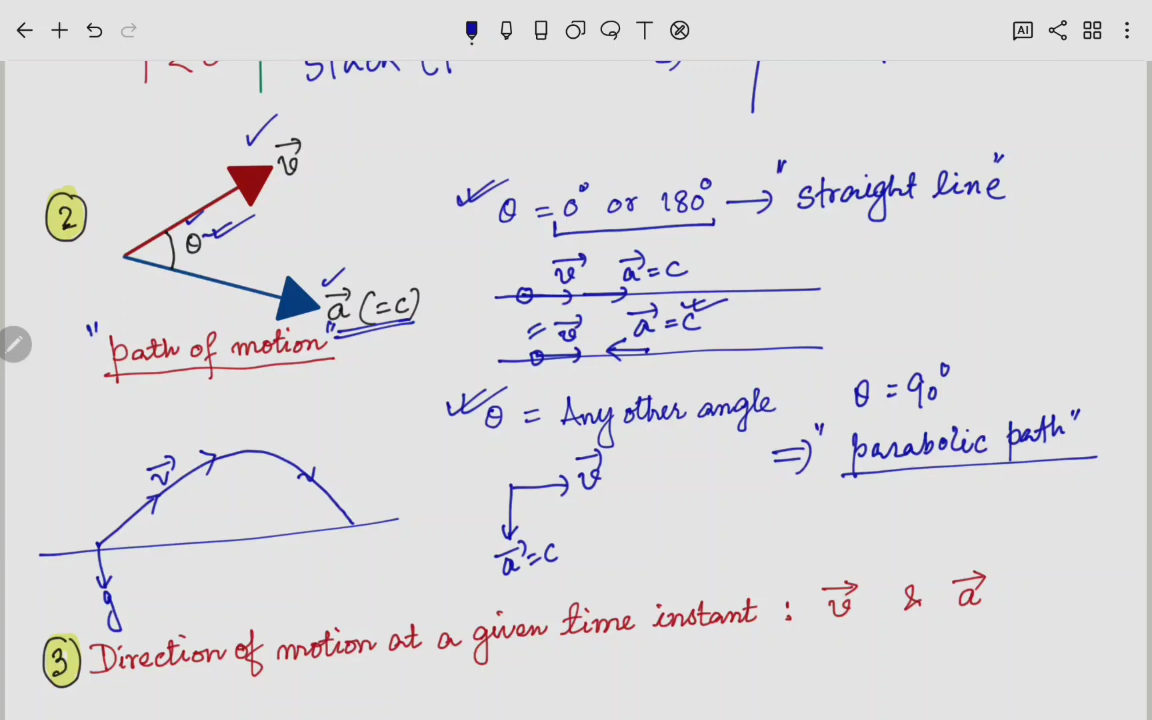 AI
2
v
θ
a (=c)
"path of motion"
θ = 0° or 180° → "straight line"
v a = c
= v a = c
θ = Any other angle θ = 90°
⇒ "parabolic path"
v
a = c
v
g
3 Direction of motion at a given time instant : v & a